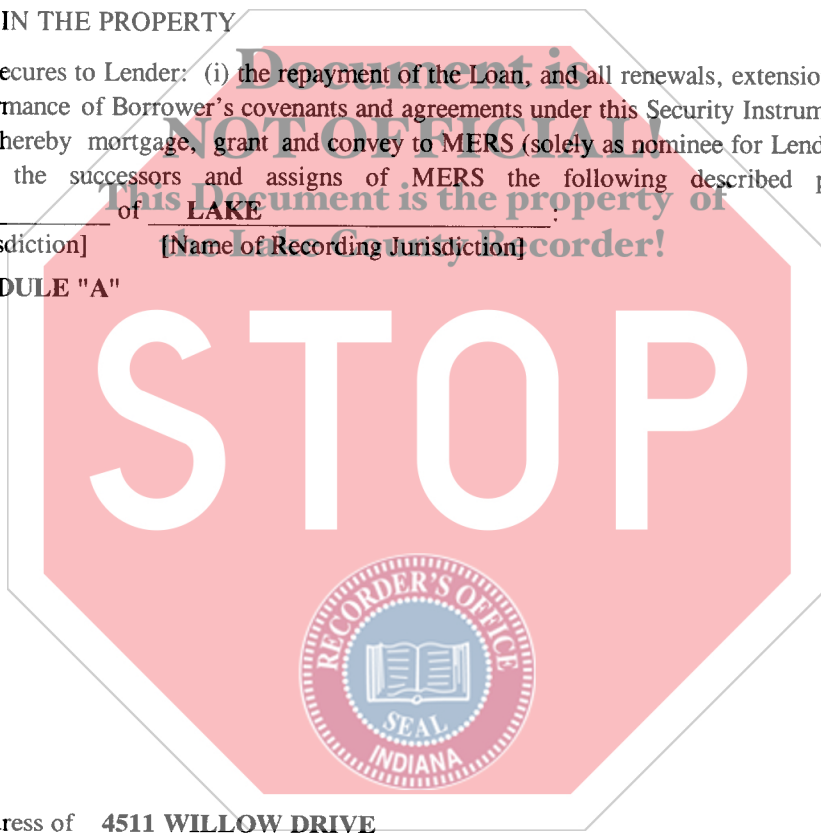 IN THE PROPERTY
Document is
ecures to Lender: (i) the repayment of the Loan, and all renewals, extensio
rmance of Borrower's covenants and agreements under this Security Instrum
NOT OFFICIAL!
hereby mortgage, grant and convey to MERS (solely as nominee for Lend
the successors and assigns of MERS the following described p
This Document is the property of
of LAKE :
sdiction] [Name of Recording Jurisdiction]
the Lake County Recorder!
DULE "A"
STOP
RECORDER'S OFFICE
SEAL
INDIANA
ress of 4511 WILLOW DRIVE